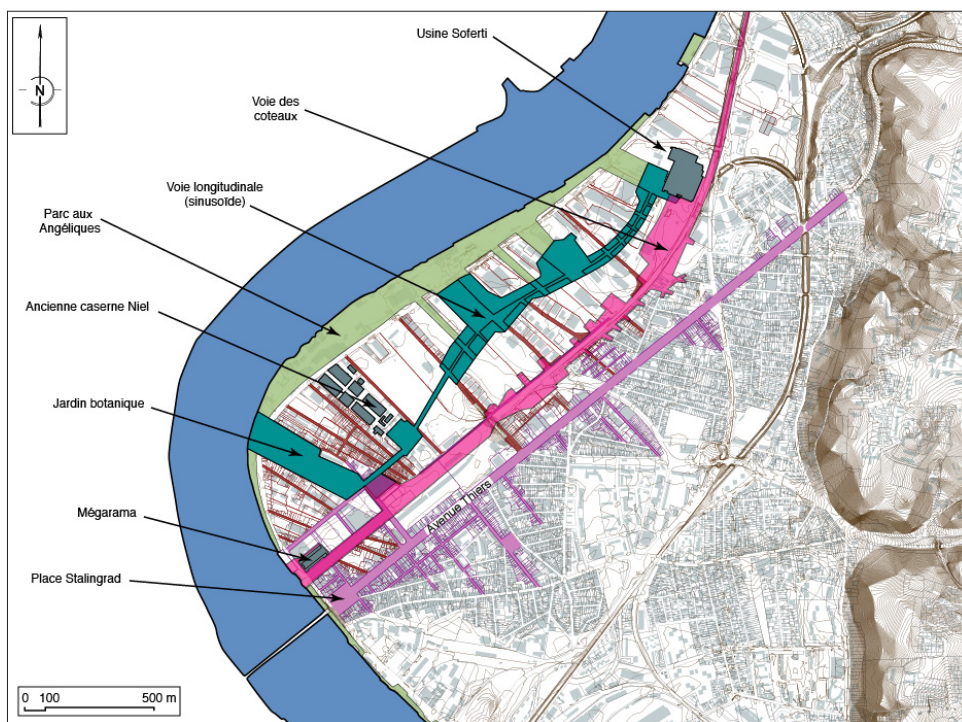 N
Usine Soferti
Voie des
coteaux
Voie longitudinale
(sinusoïde)
Parc aux
Angéliques
Ancienne caserne Niel
Jardin botanique
Mégarama
Place Stalingrad
Avenue Thiers
0 100 500 m